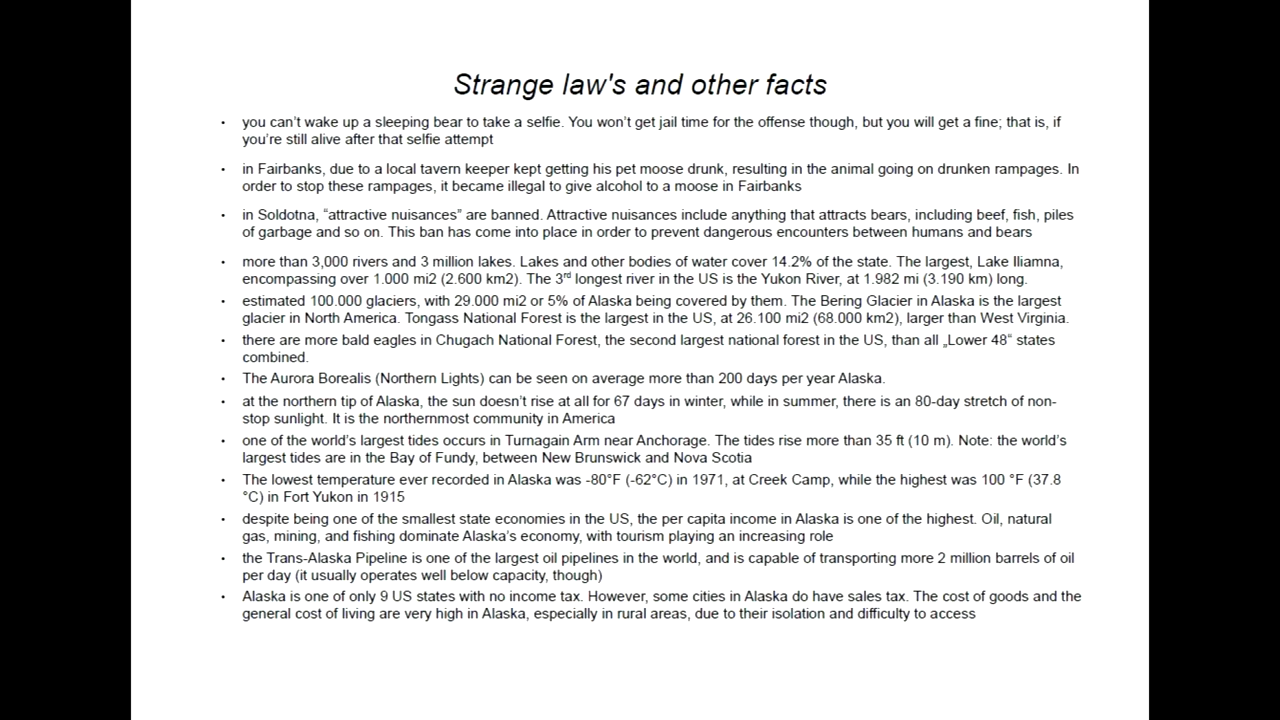 Strange law's and other facts
• you can’t wake up a sleeping bear to take a selfie. You won’t get jail time for the offense though, but you will get a fine; that is, if
you’re still alive after that selfie attempt
• in Fairbanks, due to a local tavern keeper kept getting his pet moose drunk, resulting in the animal going on drunken rampages. In
order to stop these rampages, it became illegal to give alcohol to a moose in Fairbanks
• in Soldotna, “attractive nuisances” are banned. Attractive nuisances include anything that attracts bears, including beef, fish, piles
of garbage and so on. This ban has come into place in order to prevent dangerous encounters between humans and bears
• more than 3,000 rivers and 3 million lakes. Lakes and other bodies of water cover 14.2% of the state. The largest, Lake Iliamna,
encompassing over 1.000 mi2 (2.600 km2). The 3rd longest river in the US is the Yukon River, at 1.982 mi (3.190 km) long.
• estimated 100.000 glaciers, with 29.000 mi2 or 5% of Alaska being covered by them. The Bering Glacier in Alaska is the largest
glacier in North America. Tongass National Forest is the largest in the US, at 26.100 mi2 (68.000 km2), larger than West Virginia.
• there are more bald eagles in Chugach National Forest, the second largest national forest in the US, than all „Lower 48“ states
combined.
• The Aurora Borealis (Northern Lights) can be seen on average more than 200 days per year Alaska.
• at the northern tip of Alaska, the sun doesn’t rise at all for 67 days in winter, while in summer, there is an 80-day stretch of non-
stop sunlight. It is the northernmost community in America
• one of the world’s largest tides occurs in Turnagain Arm near Anchorage. The tides rise more than 35 ft (10 m). Note: the world’s
largest tides are in the Bay of Fundy, between New Brunswick and Nova Scotia
• The lowest temperature ever recorded in Alaska was -80°F (-62°C) in 1971, at Creek Camp, while the highest was 100 °F (37.8
°C) in Fort Yukon in 1915
• despite being one of the smallest state economies in the US, the per capita income in Alaska is one of the highest. Oil, natural
gas, mining, and fishing dominate Alaska’s economy, with tourism playing an increasing role
• the Trans-Alaska Pipeline is one of the largest oil pipelines in the world, and is capable of transporting more 2 million barrels of oil
per day (it usually operates well below capacity, though)
• Alaska is one of only 9 US states with no income tax. However, some cities in Alaska do have sales tax. The cost of goods and the
general cost of living are very high in Alaska, especially in rural areas, due to their isolation and difficulty to access